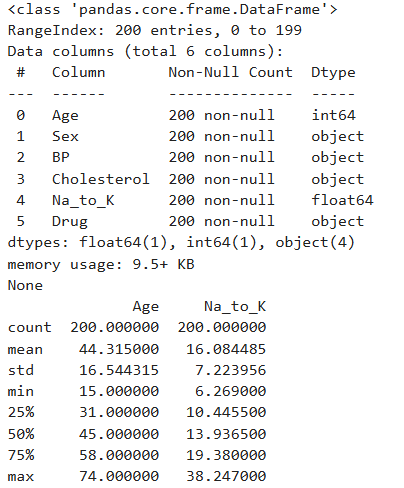 <class 'pandas.core.frame.DataFrame'>
RangeIndex: 200 entries, 0 to 199
Data columns (total 6 columns):
 #   Column       Non-Null Count  Dtype
---  ------       --------------  -----
 0   Age          200 non-null    int64
 1   Sex          200 non-null    object
 2   BP           200 non-null    object
 3   Cholesterol  200 non-null    object
 4   Na_to_K      200 non-null    float64
 5   Drug         200 non-null    object
dtypes: float64(1), int64(1), object(4)
memory usage: 9.5+ KB
None
              Age     Na_to_K
count  200.000000  200.000000
mean    44.315000   16.084485
std     16.544315    7.223956
min     15.000000    6.269000
25%     31.000000   10.445500
50%     45.000000   13.936500
75%     58.000000   19.380000
max     74.000000   38.247000